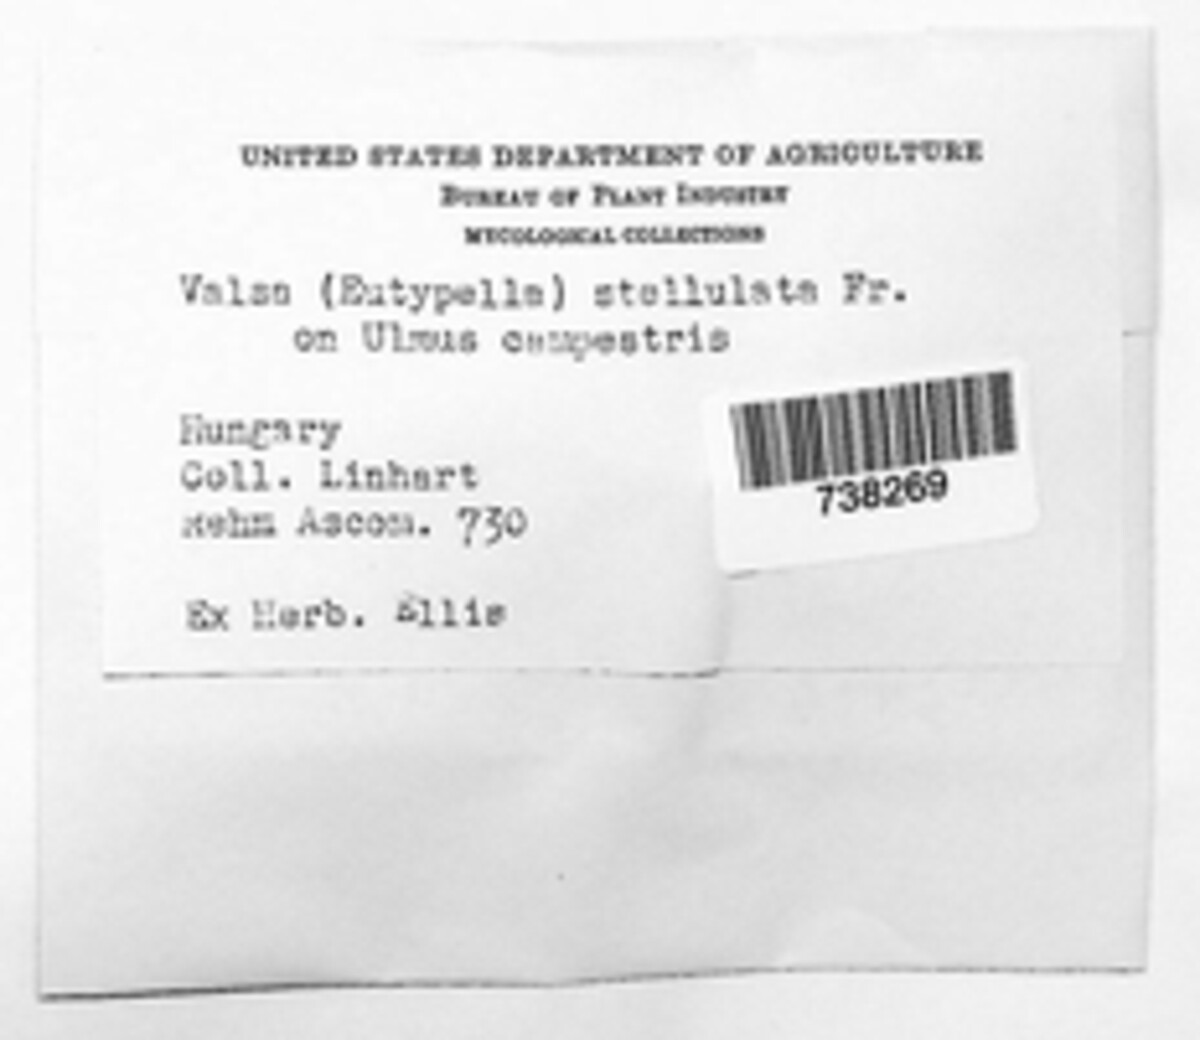 UNITED STATES DEPARTMENT OF AGRICULTURE
BUREAU OF PLANT INDUSTRY
MYCOLOGICAL COLLECTIONS
Valsa (Eutypella) stellulata Fr.
on Ulmus campestris
Hungary
Coll. Linhart
Rehm Ascom. 730
738269
Ex Herb. Ellis